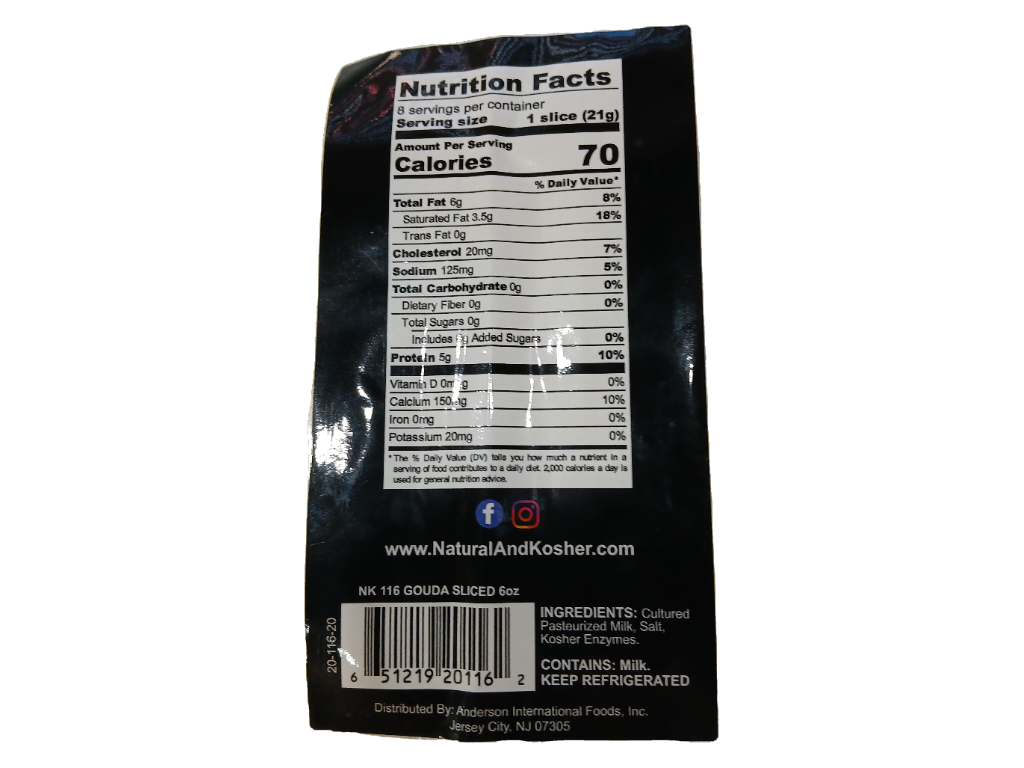 Nutrition Facts
8 servings per container
Serving size 1 slice (21g)
Amount Per Serving
Calories 70
% Daily Value*
Total Fat 6g 8%
Saturated Fat 3.5g 18%
Trans Fat 0g
Cholesterol 20mg 7%
Sodium 125mg 5%
Total Carbohydrate 0g 0%
Dietary Fiber 0g 0%
Total Sugars 0g
Includes Added Sugars 0%
Protein 5g 10%
Vitamin D 0%
Calcium 150mg 10%
Iron 0mg 0%
Potassium 20mg 0%
*The % Daily Value (DV) tells you how much a nutrient in a
serving of food contributes to a daily diet. 2,000 calories a day is
used for general nutrition advice.
f
www.NaturalAndKosher.com
NK 116 GOUDA SLICED 6oz
20-116-20
6 51219 20116 2
INGREDIENTS: Cultured
Pasteurized Milk, Salt,
Kosher Enzymes.
CONTAINS: Milk.
KEEP REFRIGERATED
Distributed By: Anderson International Foods, Inc.
Jersey City, NJ 07305